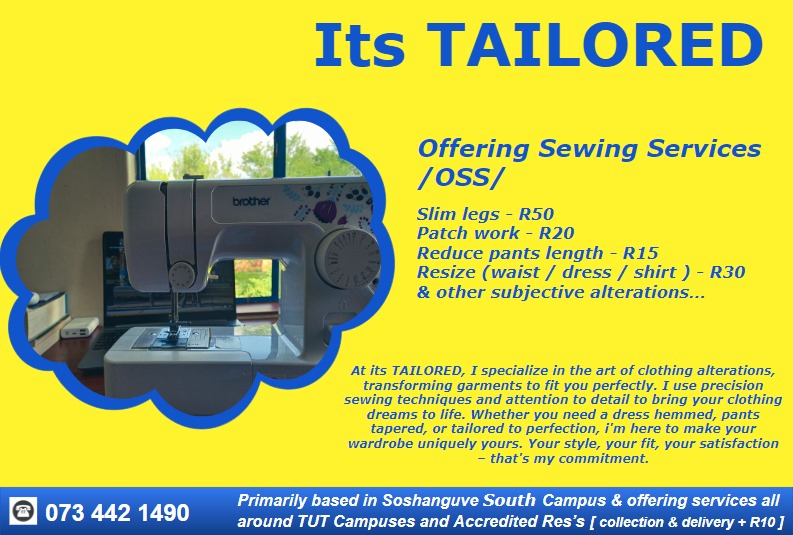 Its TAILORED
brother
Offering Sewing Services
/OSS/
Slim legs - R50
Patch work - R20
Reduce pants length - R15
Resize (waist / dress / shirt ) - R30
& other subjective alterations...
At its TAILORED, I specialize in the art of clothing alterations,
transforming garments to fit you perfectly. I use precision
sewing techniques and attention to detail to bring your clothing
dreams to life. Whether you need a dress hemmed, pants
tapered, or tailored to perfection, i'm here to make your
wardrobe uniquely yours. Your style, your fit, your satisfaction
– that's my commitment.
073 442 1490
Primarily based in Soshanguve South Campus & offering services all
around TUT Campuses and Accredited Res's [ collection & delivery + R10 ]